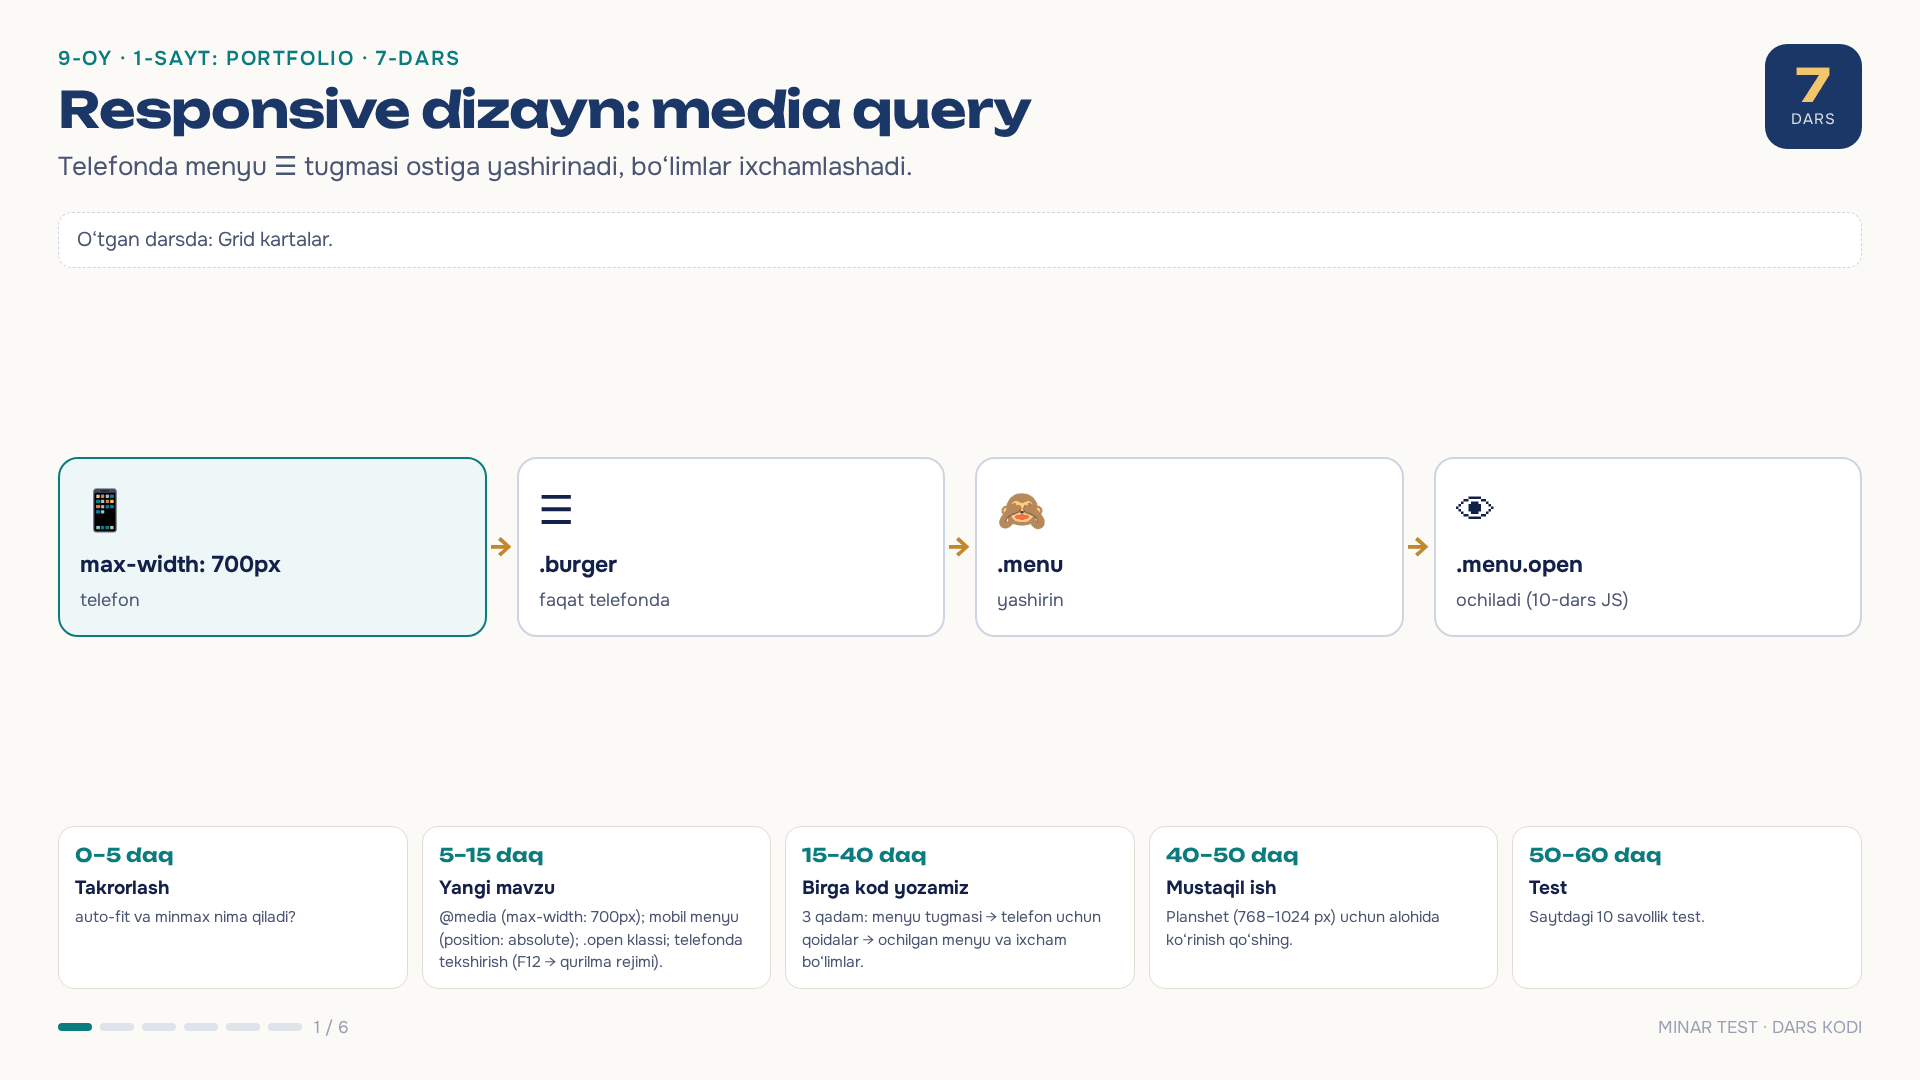 9-OY · 1-SAYT: PORTFOLIO · 7-DARS
Responsive dizayn: media query
Telefonda menyu ☰ tugmasi ostiga yashirinadi, bo‘limlar ixchamlashadi.
7
DARS
O‘tgan darsda: Grid kartalar.
max-width: 700px
telefon
→
☰
.burger
faqat telefonda
→
.menu
yashirin
→
.menu.open
ochiladi (10-dars JS)
0–5 daq
Takrorlash
auto-fit va minmax nima qiladi?
5–15 daq
Yangi mavzu
@media (max-width: 700px); mobil menyu
(position: absolute); .open klassi; telefonda
tekshirish (F12 → qurilma rejimi).
15–40 daq
Birga kod yozamiz
3 qadam: menyu tugmasi → telefon uchun
qoidalar → ochilgan menyu va ixcham
bo‘limlar.
40–50 daq
Mustaqil ish
Planshet (768–1024 px) uchun alohida
ko‘rinish qo‘shing.
50–60 daq
Test
Saytdagi 10 savollik test.
1 / 6
MINAR TEST · DARS KODI